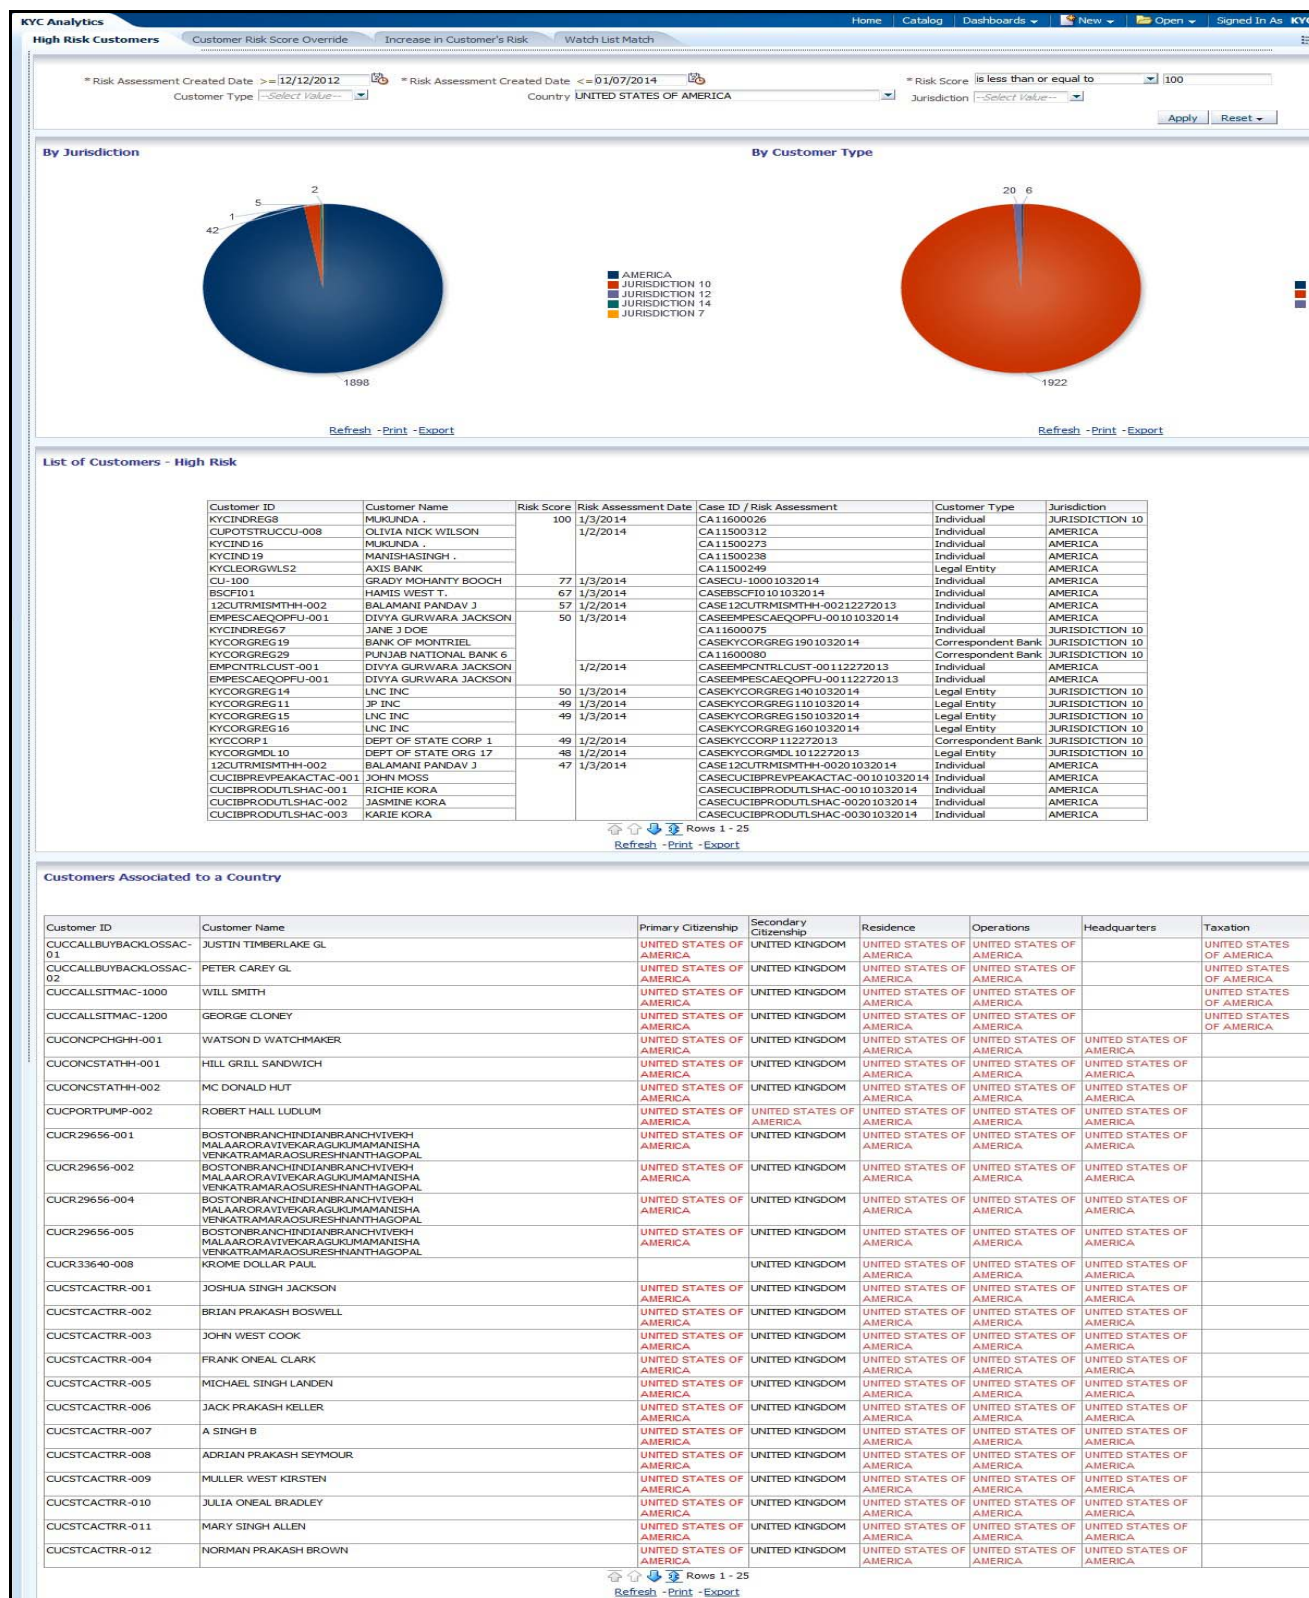 KYC Analytics Home Catalog Dashboards New Open Signed In As KYC
High Risk Customers Customer Risk Score Override Increase in Customer's Risk Watch List Match
* Risk Assessment Created Date >= 12/12/2012 * Risk Assessment Created Date <= 01/07/2014 * Risk Score is less than or equal to 100
Customer Type --Select Value-- Country UNITED STATES OF AMERICA Jurisdiction --Select Value--
Apply Reset
By Jurisdiction By Customer Type
2
5
1
42
1898
AMERICA
JURISDICTION 10
JURISDICTION 12
JURISDICTION 14
JURISDICTION 7
20 6
1922
Refresh - Print - Export Refresh - Print - Export
List of Customers - High Risk
Customer ID Customer Name Risk Score Risk Assessment Date Case ID / Risk Assessment Customer Type Jurisdiction
KYCINDREG8 MUKUNDA . 100 1/3/2014 CA11600026 Individual JURISDICTION 10
CUPOTSTRUCCU-008 OLIVIA NICK WILSON 1/2/2014 CA11500312 Individual AMERICA
KYCIND16 MUKUNDA . CA11500273 Individual AMERICA
KYCIND19 MANISHASINGH . CA11500238 Individual AMERICA
KYCLEORGWLS2 AXIS BANK CA11500249 Legal Entity AMERICA
CU-100 GRADY MOHANTY BOOCH 77 1/3/2014 CASECU-10001032014 Individual AMERICA
BSCFI01 HAMIS WEST T. 67 1/3/2014 CASEBSCFI0101032014 Individual AMERICA
12CUTRMISMTHH-002 BALAMANI PANDAV J 57 1/2/2014 CASE12CUTRMISMTHH-00212272013 Individual AMERICA
EMPESCAEQOPFU-001 DIVYA GURWARA JACKSON 50 1/3/2014 CASEEMPESCAEQOPFU-00101032014 Individual AMERICA
KYCINDREG67 JANE J DOE CA11600075 Individual JURISDICTION 10
KYCORGREG19 BANK OF MONTRIEL CASEKYCORGREG1901032014 Correspondent Bank JURISDICTION 10
KYCORGREG29 PUNJAB NATIONAL BANK 6 CA11600080 Correspondent Bank JURISDICTION 10
EMPCNTRLCUST-001 DIVYA GURWARA JACKSON 1/2/2014 CASEEMPCNTRLCUST-00112272013 Individual AMERICA
EMPESCAEQOPFU-001 DIVYA GURWARA JACKSON CASEEMPESCAEQOPFU-00112272013 Individual AMERICA
KYCORGREG14 LNC INC 50 1/3/2014 CASEKYCORGREG1401032014 Legal Entity JURISDICTION 10
KYCORGREG11 JP INC 49 1/3/2014 CASEKYCORGREG1101032014 Legal Entity JURISDICTION 10
KYCORGREG15 LNC INC 49 1/3/2014 CASEKYCORGREG1501032014 Legal Entity JURISDICTION 10
KYCORGREG16 LNC INC CASEKYCORGREG1601032014 Legal Entity JURISDICTION 10
KYCCORP1 DEPT OF STATE CORP 1 49 1/2/2014 CASEKYCCORP112272013 Correspondent Bank JURISDICTION 10
KYCORGMDL10 DEPT OF STATE ORG 17 48 1/2/2014 CASEKYCORGMDL1012272013 Legal Entity JURISDICTION 10
12CUTRMISMTHH-002 BALAMANI PANDAV J 47 1/3/2014 CASE12CUTRMISMTHH-00201032014 Individual AMERICA
CUCIBPREVPEAKACTAC-001 JOHN MOSS CASECUCIBPREVPEAKACTAC-00101032014 Individual AMERICA
CUCIBPRODUTLSHAC-001 RICHIE KORA CASECUCIBPRODUTLSHAC-00101032014 Individual AMERICA
CUCIBPRODUTLSHAC-002 JASMINE KORA CASECUCIBPRODUTLSHAC-00201032014 Individual AMERICA
CUCIBPRODUTLSHAC-003 KARIE KORA CASECUCIBPRODUTLSHAC-00301032014 Individual AMERICA
Rows 1 - 25
Refresh - Print - Export
Customers Associated to a Country
Customer ID Customer Name Primary Citizenship Secondary Citizenship Residence Operations Headquarters Taxation
CUCCALLBUYBACKLOSSAC- JUSTIN TIMBERLAKE GL UNITED STATES OF UNITED KINGDOM UNITED STATES OF UNITED STATES OF UNITED STATES
01 AMERICA AMERICA AMERICA OF AMERICA
CUCCALLBUYBACKLOSSAC- PETER CAREY GL UNITED STATES OF UNITED KINGDOM UNITED STATES OF UNITED STATES OF UNITED STATES
02 AMERICA AMERICA AMERICA OF AMERICA
CUCCALLSITMAC-1000 WILL SMITH UNITED STATES OF UNITED KINGDOM UNITED STATES OF UNITED STATES OF UNITED STATES
AMERICA AMERICA AMERICA OF AMERICA
CUCCALLSITMAC-1200 GEORGE CLONEY UNITED STATES OF UNITED KINGDOM UNITED STATES OF UNITED STATES OF UNITED STATES
AMERICA AMERICA AMERICA OF AMERICA
CUCONCPCHGHH-001 WATSON D WATCHMAKER UNITED STATES OF UNITED KINGDOM UNITED STATES OF UNITED STATES OF UNITED STATES OF
AMERICA AMERICA AMERICA AMERICA
CUCONCSTATHH-001 HILL GRILL SANDWICH UNITED STATES OF UNITED KINGDOM UNITED STATES OF UNITED STATES OF UNITED STATES OF
AMERICA AMERICA AMERICA AMERICA
CUCONCSTATHH-002 MC DONALD HUT UNITED STATES OF UNITED KINGDOM UNITED STATES OF UNITED STATES OF UNITED STATES OF
AMERICA AMERICA AMERICA AMERICA
CUCPORTPUMP-002 ROBERT HALL LUDLUM UNITED STATES OF UNITED STATES OF UNITED STATES OF UNITED STATES OF UNITED STATES OF
AMERICA AMERICA AMERICA AMERICA AMERICA
CUCR29656-001 BOSTONBRANCHINDIANBRANCHVIVEKH UNITED STATES OF UNITED KINGDOM UNITED STATES OF UNITED STATES OF UNITED STATES OF
MALAARORAVIVEKARAGUKUMAMANISHA AMERICA AMERICA AMERICA AMERICA
VENKATRAMARAOSURESHNANTHAGOPAL
CUCR29656-002 BOSTONBRANCHINDIANBRANCHVIVEKH UNITED STATES OF UNITED KINGDOM UNITED STATES OF UNITED STATES OF UNITED STATES OF
MALAARORAVIVEKARAGUKUMAMANISHA AMERICA AMERICA AMERICA AMERICA
VENKATRAMARAOSURESHNANTHAGOPAL
CUCR29656-004 BOSTONBRANCHINDIANBRANCHVIVEKH UNITED STATES OF UNITED KINGDOM UNITED STATES OF UNITED STATES OF UNITED STATES OF
MALAARORAVIVEKARAGUKUMAMANISHA AMERICA AMERICA AMERICA AMERICA
VENKATRAMARAOSURESHNANTHAGOPAL
CUCR29656-005 BOSTONBRANCHINDIANBRANCHVIVEKH UNITED STATES OF UNITED KINGDOM UNITED STATES OF UNITED STATES OF UNITED STATES OF
MALAARORAVIVEKARAGUKUMAMANISHA AMERICA AMERICA AMERICA AMERICA
VENKATRAMARAOSURESHNANTHAGOPAL
CUCR33640-008 KROME DOLLAR PAUL UNITED KINGDOM UNITED STATES OF UNITED STATES OF UNITED STATES OF
AMERICA AMERICA AMERICA
CUCSTCACTRR-001 JOSHUA SINGH JACKSON UNITED STATES OF UNITED KINGDOM UNITED STATES OF UNITED STATES OF UNITED STATES OF
AMERICA AMERICA AMERICA AMERICA
CUCSTCACTRR-002 BRIAN PRAKASH BOSWELL UNITED STATES OF UNITED KINGDOM UNITED STATES OF UNITED STATES OF UNITED STATES OF
AMERICA AMERICA AMERICA AMERICA
CUCSTCACTRR-003 JOHN WEST COOK UNITED STATES OF UNITED KINGDOM UNITED STATES OF UNITED STATES OF UNITED STATES OF
AMERICA AMERICA AMERICA AMERICA
CUCSTCACTRR-004 FRANK ONEAL CLARK UNITED STATES OF UNITED KINGDOM UNITED STATES OF UNITED STATES OF UNITED STATES OF
AMERICA AMERICA AMERICA AMERICA
CUCSTCACTRR-005 MICHAEL SINGH LANDEN UNITED STATES OF UNITED KINGDOM UNITED STATES OF UNITED STATES OF UNITED STATES OF
AMERICA AMERICA AMERICA AMERICA
CUCSTCACTRR-006 JACK PRAKASH KELLER UNITED STATES OF UNITED KINGDOM UNITED STATES OF UNITED STATES OF UNITED STATES OF
AMERICA AMERICA AMERICA AMERICA
CUCSTCACTRR-007 A SINGH B UNITED STATES OF UNITED KINGDOM UNITED STATES OF UNITED STATES OF UNITED STATES OF
AMERICA AMERICA AMERICA AMERICA
CUCSTCACTRR-008 ADRIAN PRAKASH SEYMOUR UNITED STATES OF UNITED KINGDOM UNITED STATES OF UNITED STATES OF UNITED STATES OF
AMERICA AMERICA AMERICA AMERICA
CUCSTCACTRR-009 MULLER WEST KIRSTEN UNITED STATES OF UNITED KINGDOM UNITED STATES OF UNITED STATES OF UNITED STATES OF
AMERICA AMERICA AMERICA AMERICA
CUCSTCACTRR-010 JULIA ONEAL BRADLEY UNITED STATES OF UNITED KINGDOM UNITED STATES OF UNITED STATES OF UNITED STATES OF
AMERICA AMERICA AMERICA AMERICA
CUCSTCACTRR-011 MARY SINGH ALLEN UNITED STATES OF UNITED KINGDOM UNITED STATES OF UNITED STATES OF UNITED STATES OF
AMERICA AMERICA AMERICA AMERICA
CUCSTCACTRR-012 NORMAN PRAKASH BROWN UNITED STATES OF UNITED KINGDOM UNITED STATES OF UNITED STATES OF UNITED STATES OF
AMERICA AMERICA AMERICA AMERICA
Rows 1 - 25
Refresh - Print - Export